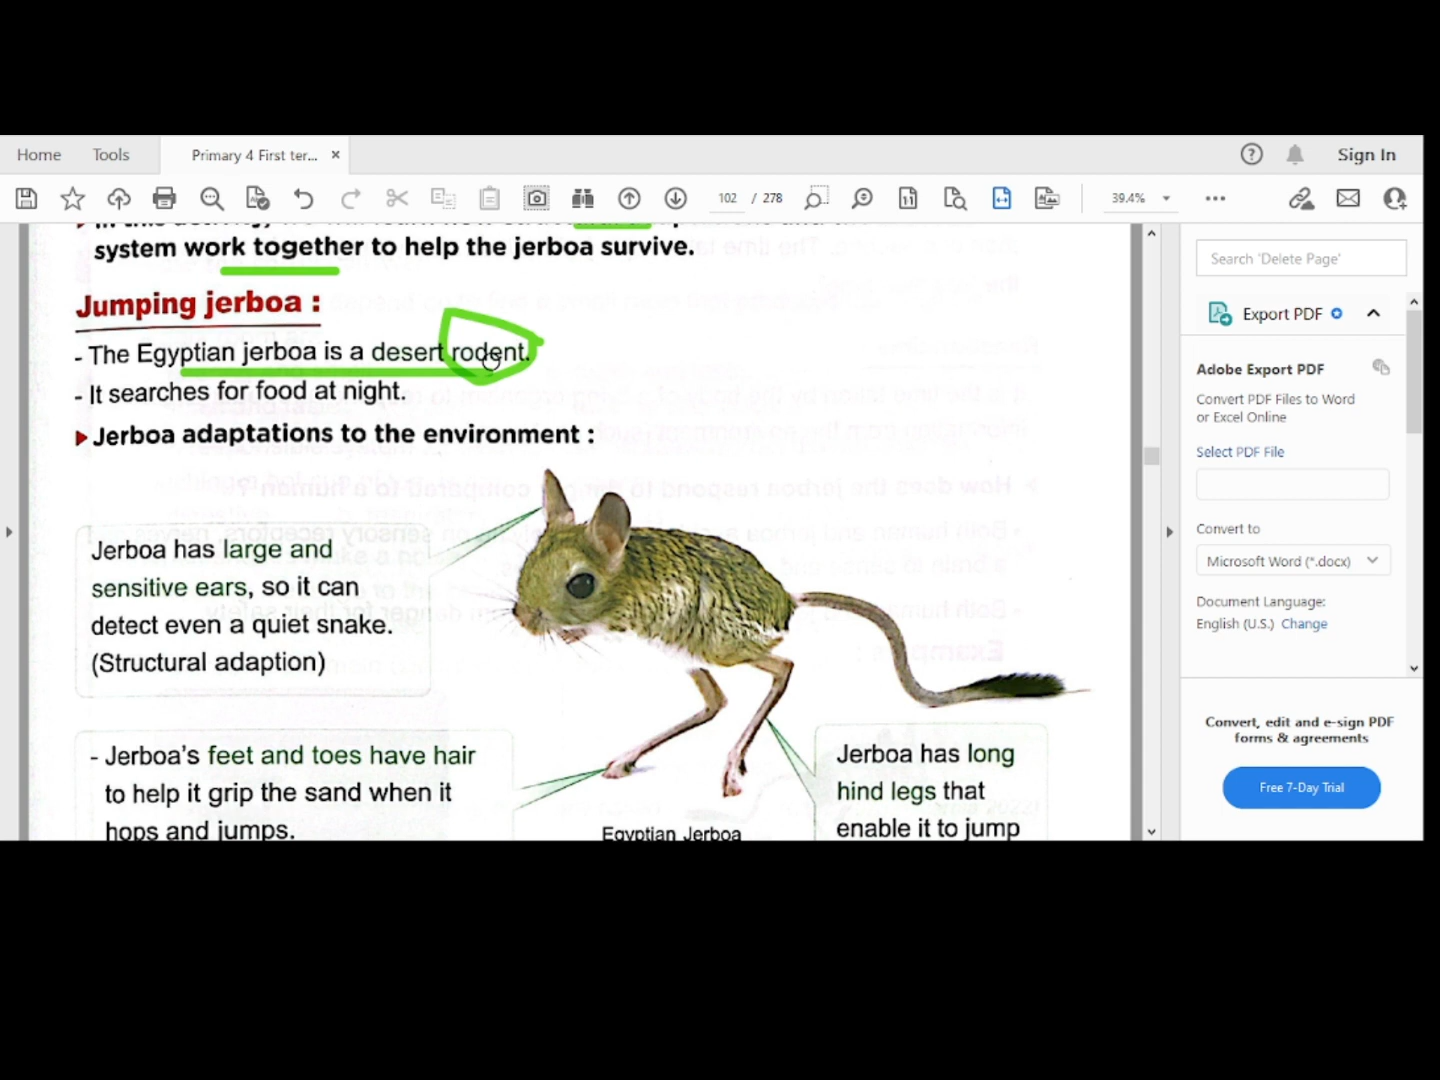 Home Tools Primary 4 First ter... × Sign In
102 / 278 39.4%
system work together to help the jerboa survive.
Jumping jerboa :
- The Egyptian jerboa is a desert rodent.
- It searches for food at night.
Jerboa adaptations to the environment :
Jerboa has large and
sensitive ears, so it can
detect even a quiet snake.
(Structural adaption)
- Jerboa's feet and toes have hair
to help it grip the sand when it
hops and jumps.
Egyptian Jerboa
Jerboa has long
hind legs that
enable it to jump
Search 'Delete Page'
Export PDF
Adobe Export PDF
Convert PDF Files to Word
or Excel Online
Select PDF File
Convert to
Microsoft Word (*.docx)
Document Language:
English (U.S.) Change
Convert, edit and e-sign PDF
forms & agreements
Free 7-Day Trial